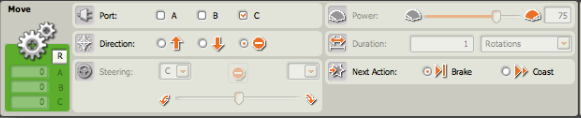 Move
R
0 A
0 B
0 C
Port: A B C
Direction:
Steering: C
Power: 75
Duration: 1 Rotations
Next Action: Brake Coast